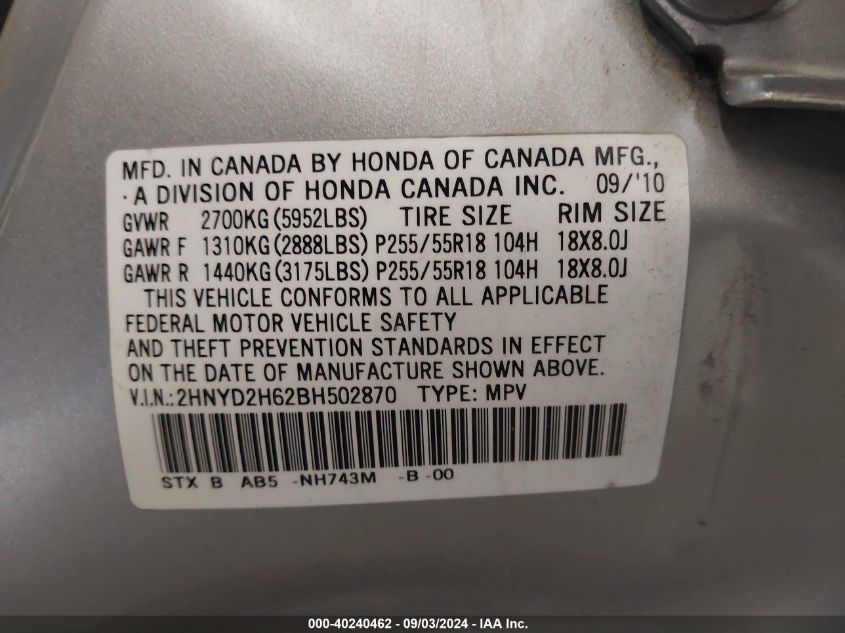 MFD. IN CANADA BY HONDA OF CANADA MFG.,
A DIVISION OF HONDA CANADA INC. 09/'10
GVWR 2700KG (5952LBS) TIRE SIZE RIM SIZE
GAWR F 1310KG (2888LBS) P255/55R18 104H 18X8.0J
GAWR R 1440KG (3175LBS) P255/55R18 104H 18X8.0J
THIS VEHICLE CONFORMS TO ALL APPLICABLE
FEDERAL MOTOR VEHICLE SAFETY
AND THEFT PREVENTION STANDARDS IN EFFECT
ON THE DATE OF MANUFACTURE SHOWN ABOVE.
V.I.N.: 2HNYD2H62BH502870 TYPE: MPV
STX B AB5 -NH743M -B -00
000-40240462 - 09/03/2024 - IAA Inc.